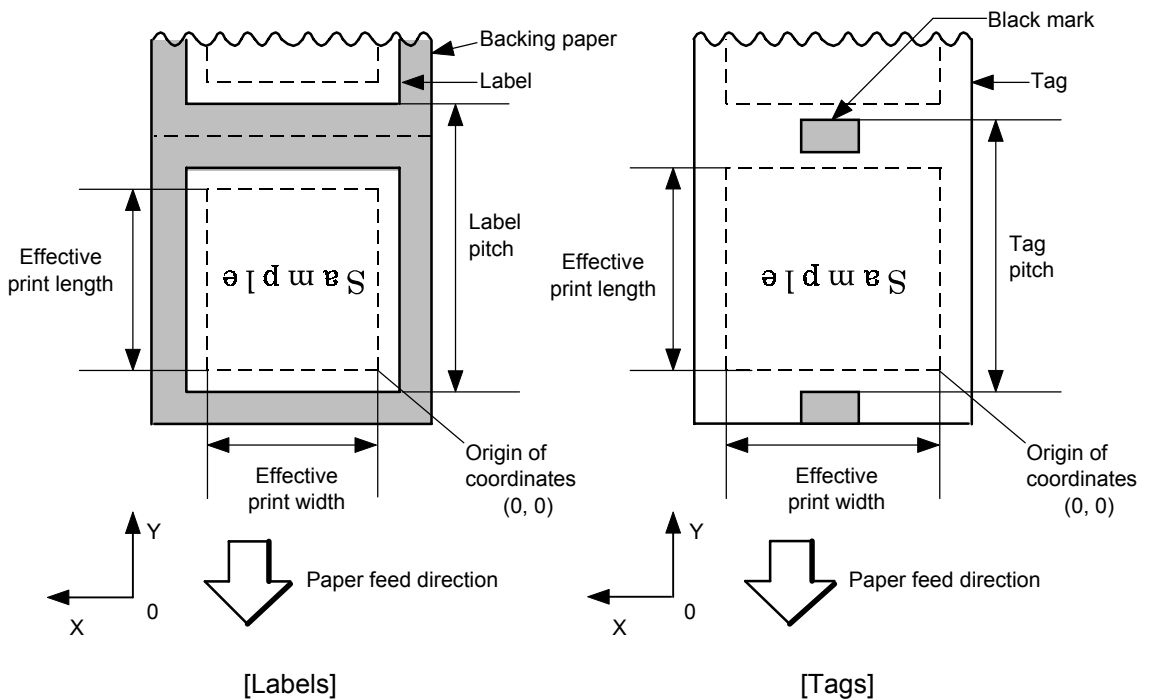 Backing paper
Label
Label
pitch
Effective
print length
Sample
Effective
print width
Origin of
coordinates
(0, 0)
Y
X
0
Paper feed direction
[Labels]
Black mark
Tag
Tag
pitch
Effective
print length
Sample
Effective
print width
Origin of
coordinates
(0, 0)
Y
X
0
Paper feed direction
[Tags]